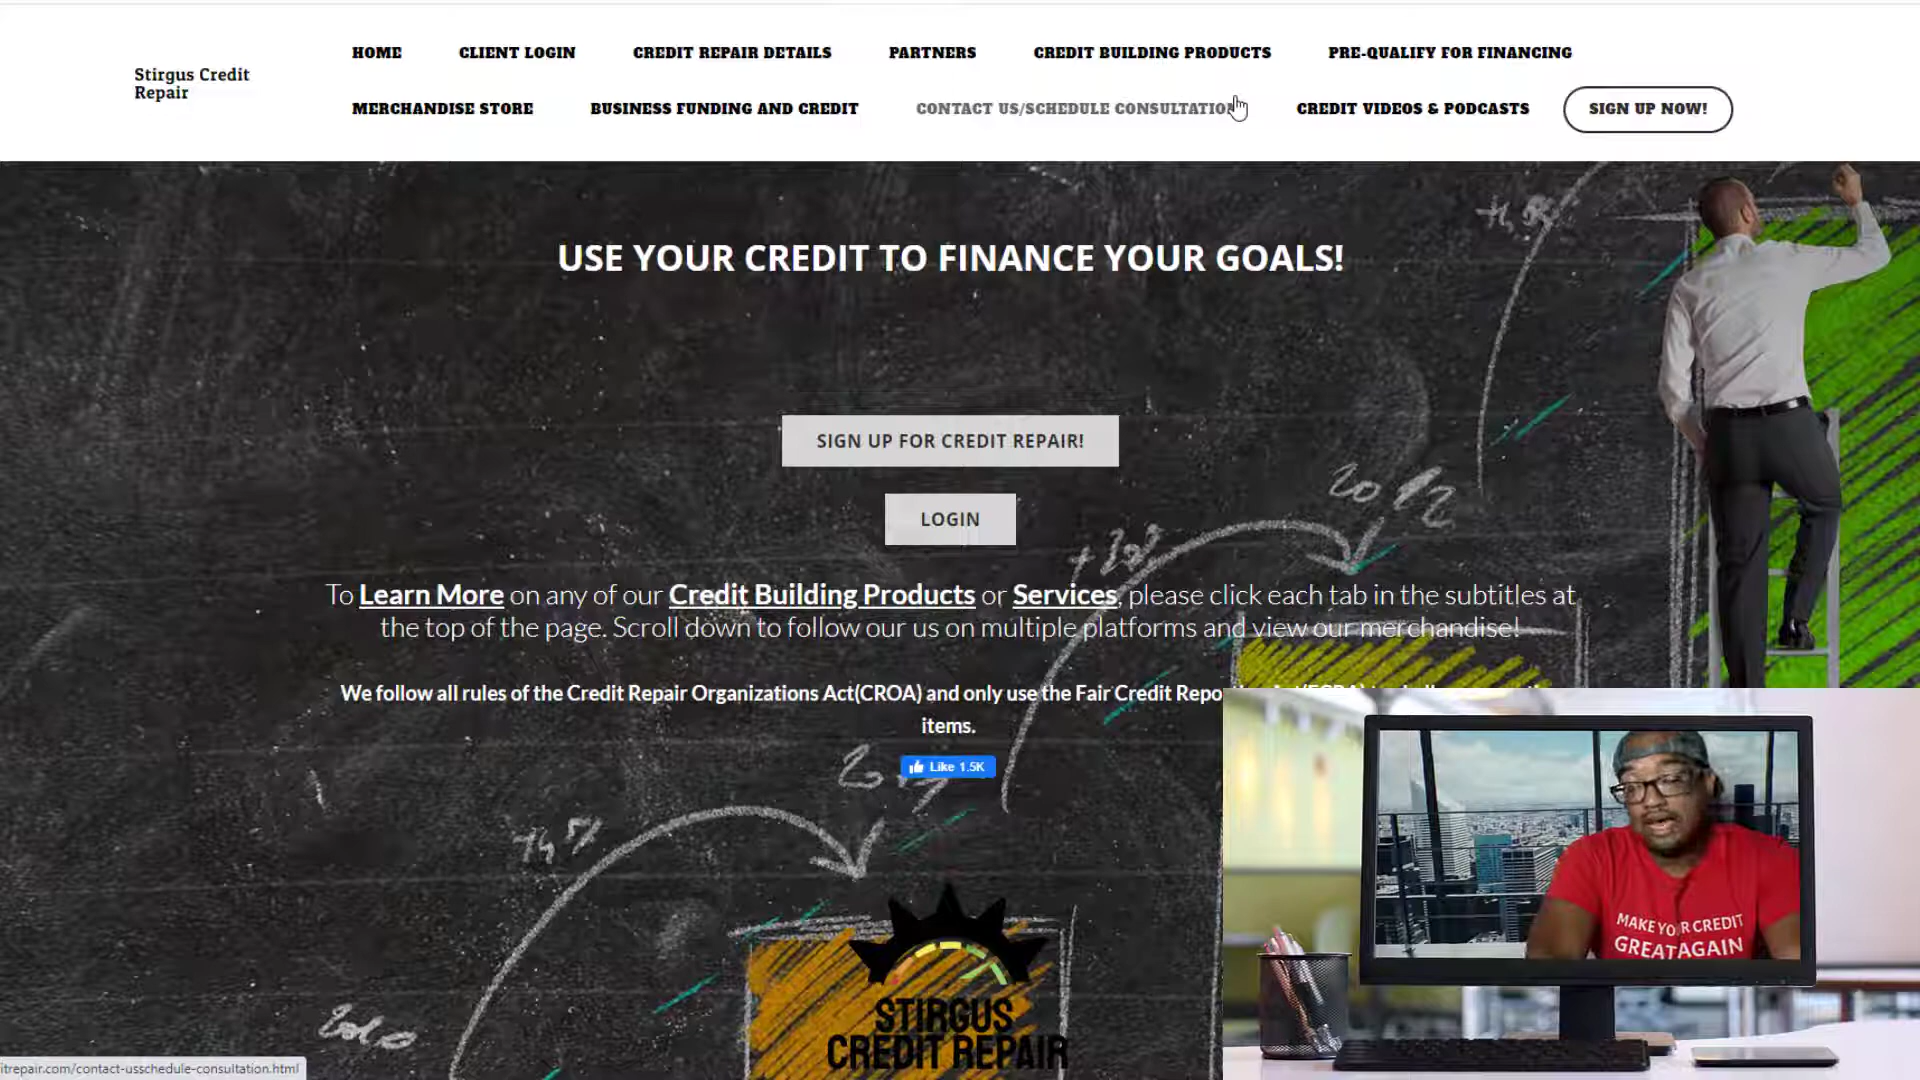 Stirgus Credit
Repair
HOME
CLIENT LOGIN
CREDIT REPAIR DETAILS
PARTNERS
CREDIT BUILDING PRODUCTS
PRE-QUALIFY FOR FINANCING
MERCHANDISE STORE
BUSINESS FUNDING AND CREDIT
CONTACT US/SCHEDULE CONSULTATION
CREDIT VIDEOS & PODCASTS
SIGN UP NOW!
USE YOUR CREDIT TO FINANCE YOUR GOALS!
SIGN UP FOR CREDIT REPAIR!
LOGIN
To Learn More on any of our Credit Building Products or Services, please click each tab in the subtitles at
the top of the page. Scroll down to follow our us on multiple platforms and view our merchandise!
We follow all rules of the Credit Repair Organizations Act(CROA) and only use the Fair Credit
items.
Like 1.5K
MAKE YOUR CREDIT
GREAT AGAIN
STIRGUS
CREDIT REPAIR
itrepair.com/contact-usschedule-consultation.html